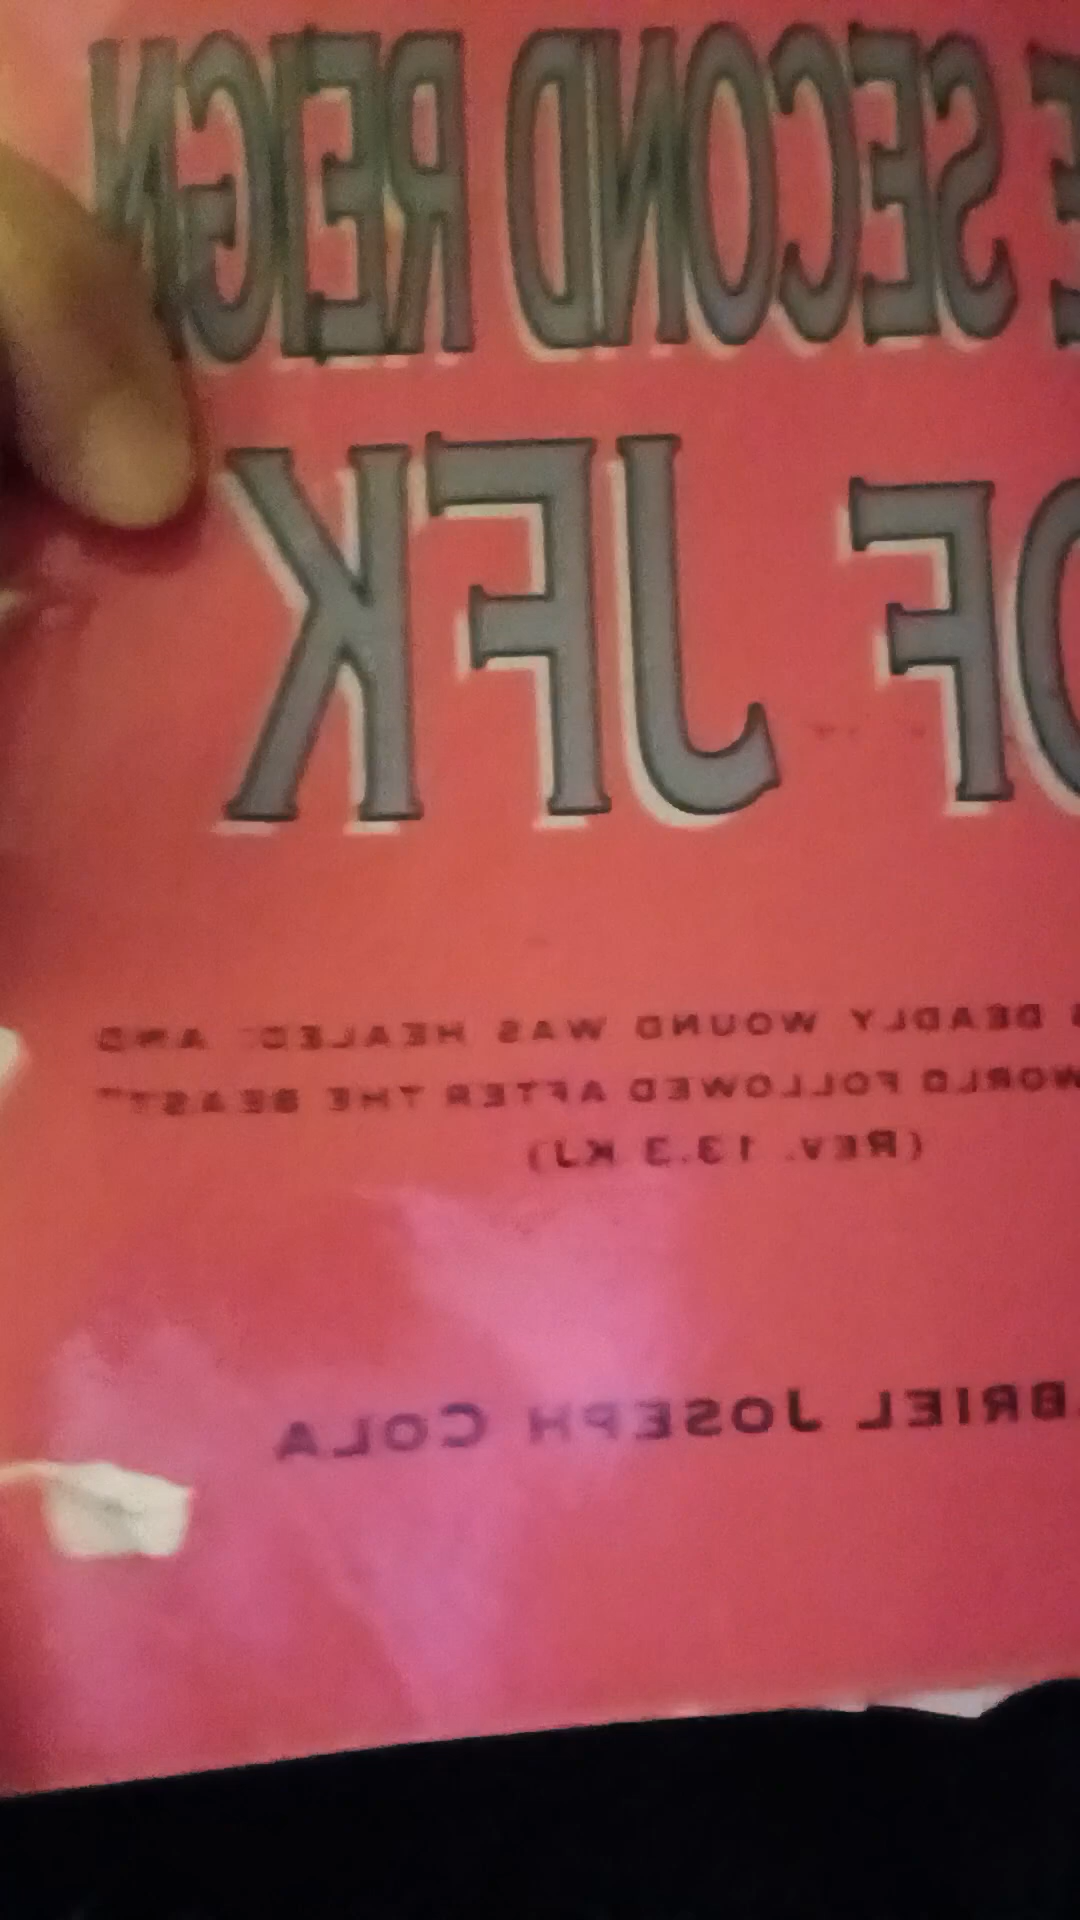 E SECOND REIGN
OF JFK
S DEADLY WOUND WAS HEALED: AND
WORLD FOLLOWED AFTER THE BEAST"
(REV. 13.3 KJ)
ABRIEL JOSEPH COLA